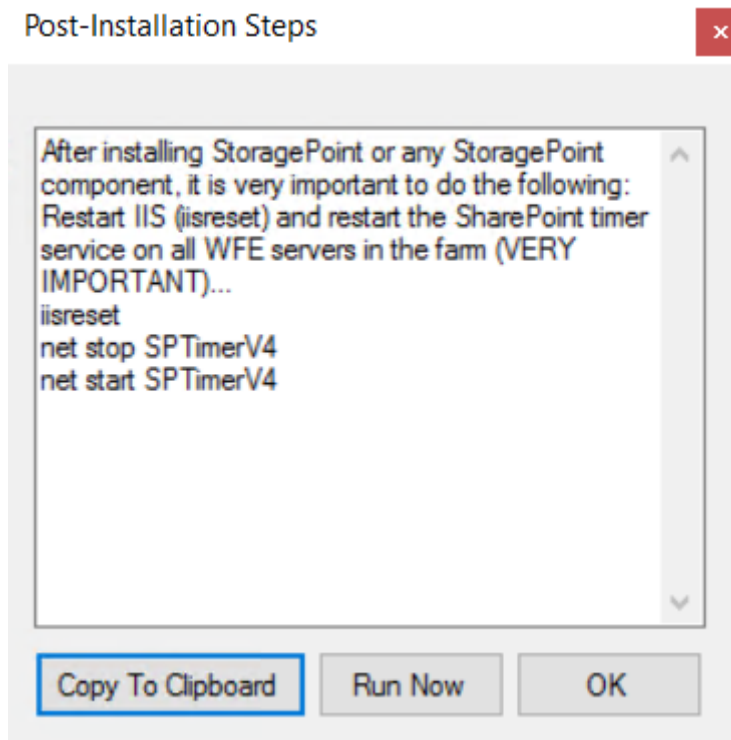 Post-Installation Steps
×
After installing StoragePoint or any StoragePoint
component, it is very important to do the following:
Restart IIS (iisreset) and restart the SharePoint timer
service on all WFE servers in the farm (VERY
IMPORTANT)...
iisreset
net stop SPTimerV4
net start SPTimerV4
Copy To Clipboard
Run Now
OK